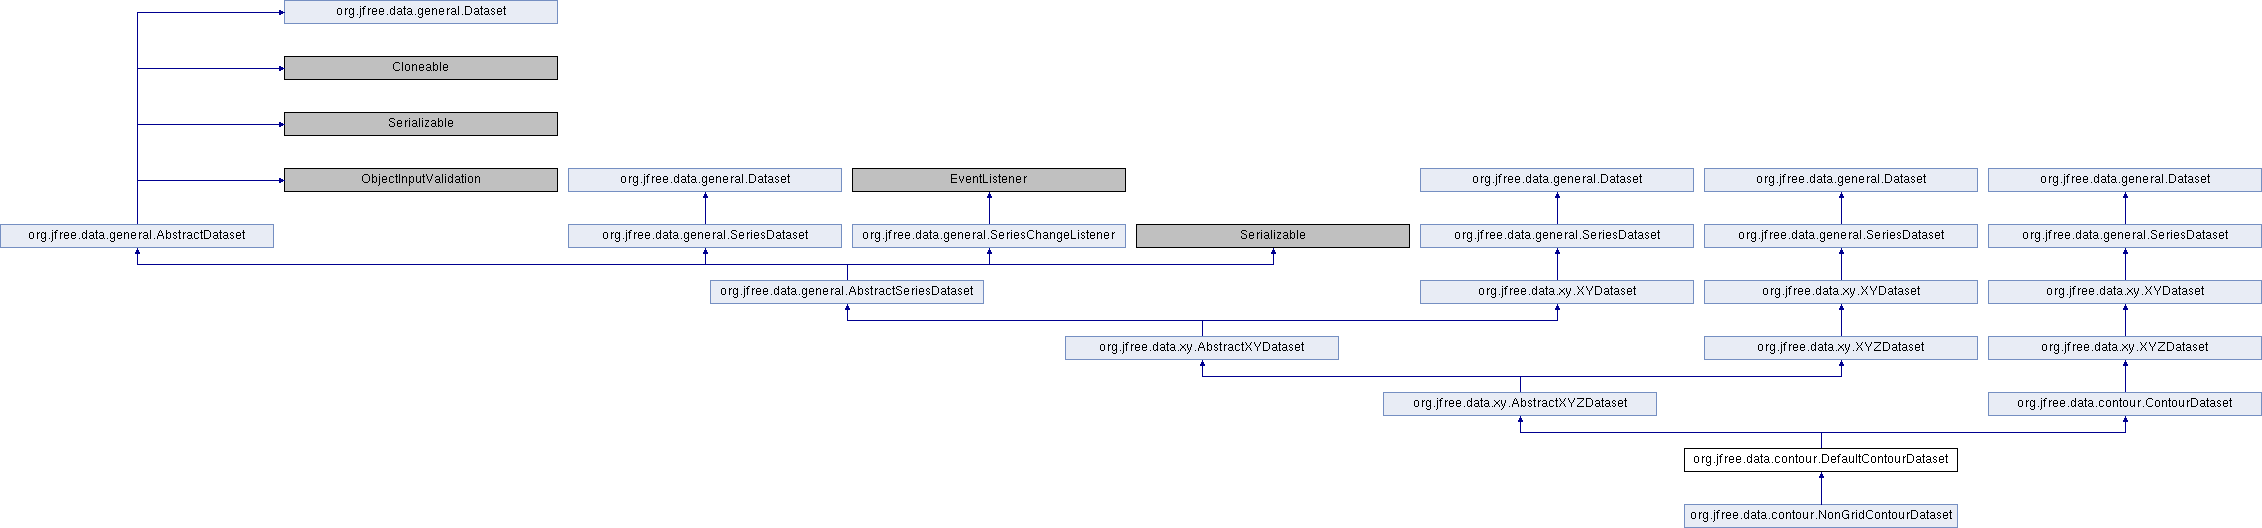 org.jfree.data.general.Dataset
Cloneable
Serializable
ObjectInputValidation
org.jfree.data.general.Dataset
EventListener
org.jfree.data.general.Dataset
org.jfree.data.general.Dataset
org.jfree.data.general.Dataset
org.jfree.data.general.AbstractDataset
org.jfree.data.general.SeriesDataset
org.jfree.data.general.SeriesChangeListener
Serializable
org.jfree.data.general.SeriesDataset
org.jfree.data.general.SeriesDataset
org.jfree.data.general.SeriesDataset
org.jfree.data.general.AbstractSeriesDataset
org.jfree.data.xy.XYDataset
org.jfree.data.xy.XYDataset
org.jfree.data.xy.XYDataset
org.jfree.data.xy.AbstractXYDataset
org.jfree.data.xy.XYZDataset
org.jfree.data.xy.XYZDataset
org.jfree.data.xy.AbstractXYZDataset
org.jfree.data.contour.ContourDataset
org.jfree.data.contour.DefaultContourDataset
org.jfree.data.contour.NonGridContourDataset